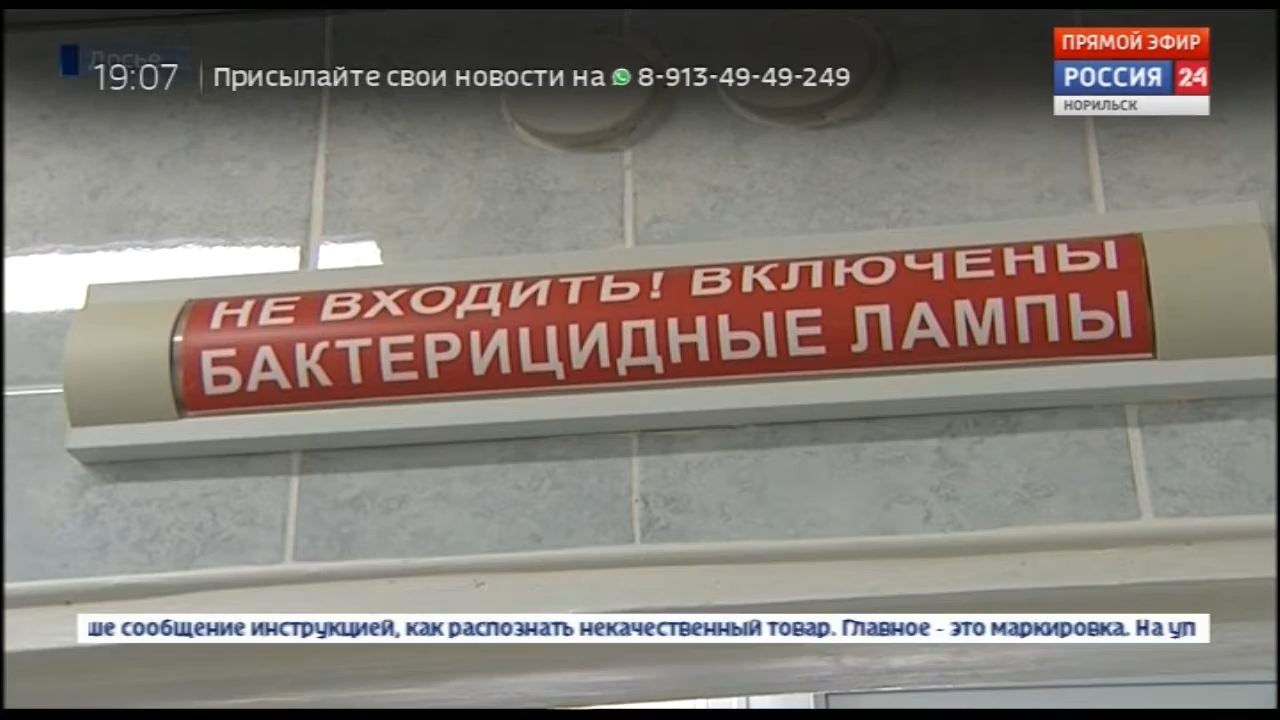 Досье
19:07 Присылайте свои новости на 8-913-49-49-249
ПРЯМОЙ ЭФИР
РОССИЯ 24
НОРИЛЬСК
НЕ ВХОДИТЬ! ВКЛЮЧЕНЫ
БАКТЕРИЦИДНЫЕ ЛАМПЫ
ше сообщение инструкцией, как распознать некачественный товар. Главное - это маркировка. На уп